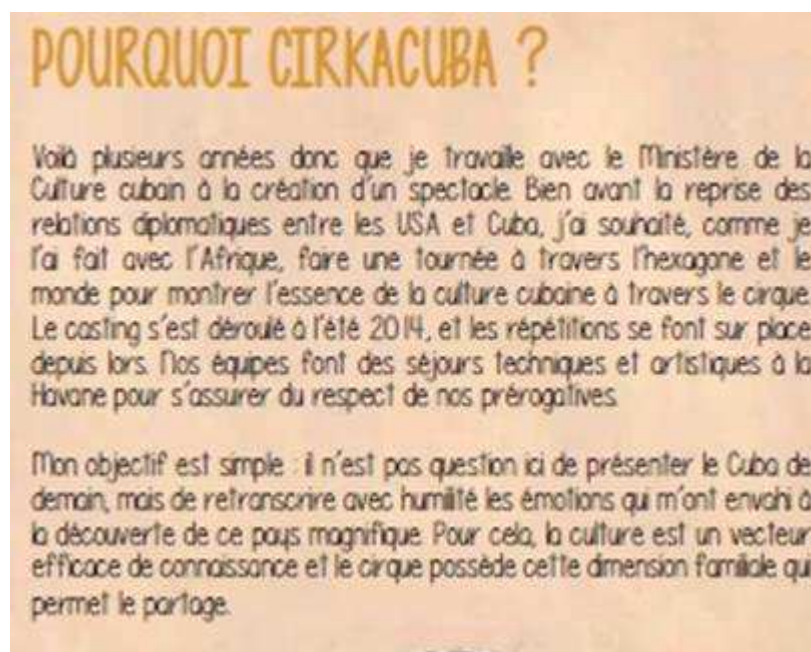 POURQUOI CIRKACUBA ?
Voilà plusieurs années donc que je travaille avec le Ministère de la
Culture cubain à la création d'un spectacle. Bien avant la reprise des
relations diplomatiques entre les USA et Cuba, j'ai souhaité, comme je
l'ai fait avec l'Afrique, faire une tournée à travers l'hexagone et le
monde pour montrer l'essence de la culture cubaine à travers le cirque.
Le casting s'est déroulé à l'été 2014, et les répétitions se font sur place
depuis lors. Nos équipes font des séjours techniques et artistiques à la
Havane pour s'assurer du respect de nos prérogatives.
Mon objectif est simple : il n'est pas question ici de présenter le Cuba de
demain, mais de retranscrire avec humilité les émotions qui m'ont envahi à
la découverte de ce pays magnifique. Pour cela, la culture est un vecteur
efficace de connaissance et le cirque possède cette dimension familiale qui
permet le partage.